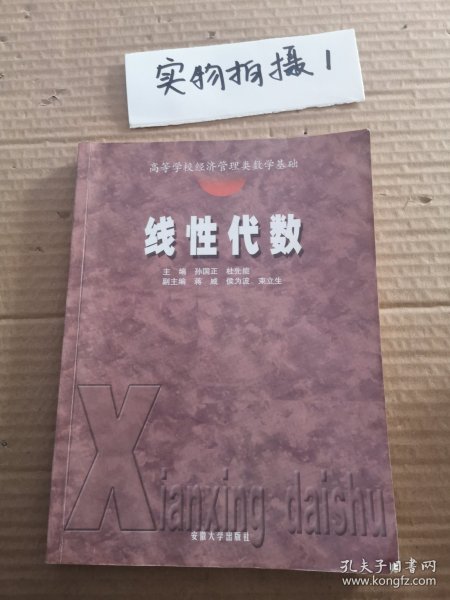 实物拍摄1
高等学校经济管理类数学基础
线性代数
主 编 孙国正 杜先能
副主编 蒋 威 侯为波 束立生
Xianxing daishu
安徽大学出版社
孔夫子旧书网
www.kongfz.com